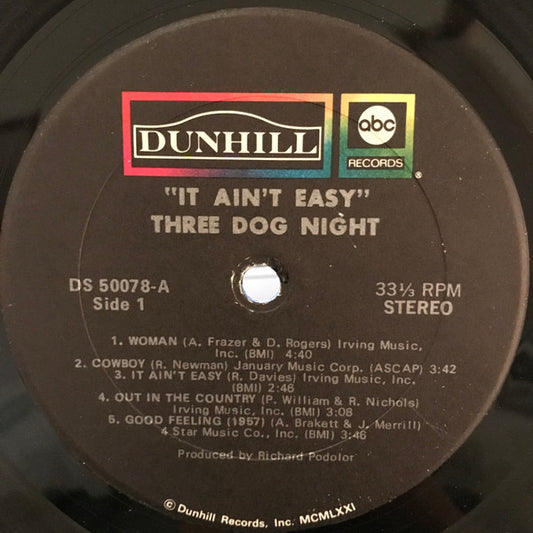 DUNHILL
abc
RECORDS
®
"IT AIN'T EASY"
THREE DOG NIGHT
DS 50078-A
Side 1
33⅓ RPM
STEREO
1. WOMAN (A. Frazer & D. Rogers) Irving Music,
Inc. (BMI) 4:40
2. COWBOY (R. Newman) January Music Corp. (ASCAP) 3:42
3. IT AIN'T EASY (R. Davies) Irving Music, Inc.
(BMI) 2:46
4. OUT IN THE COUNTRY (P. William & R. Nichols)
Irving Music, Inc. (BMI) 3:08
5. GOOD FEELING (1957) (A. Brakett & J. Merrill)
4 Star Music Co., Inc. (BMI) 3:46
Produced by Richard Podolor
© Dunhill Records, Inc. MCMLXXI